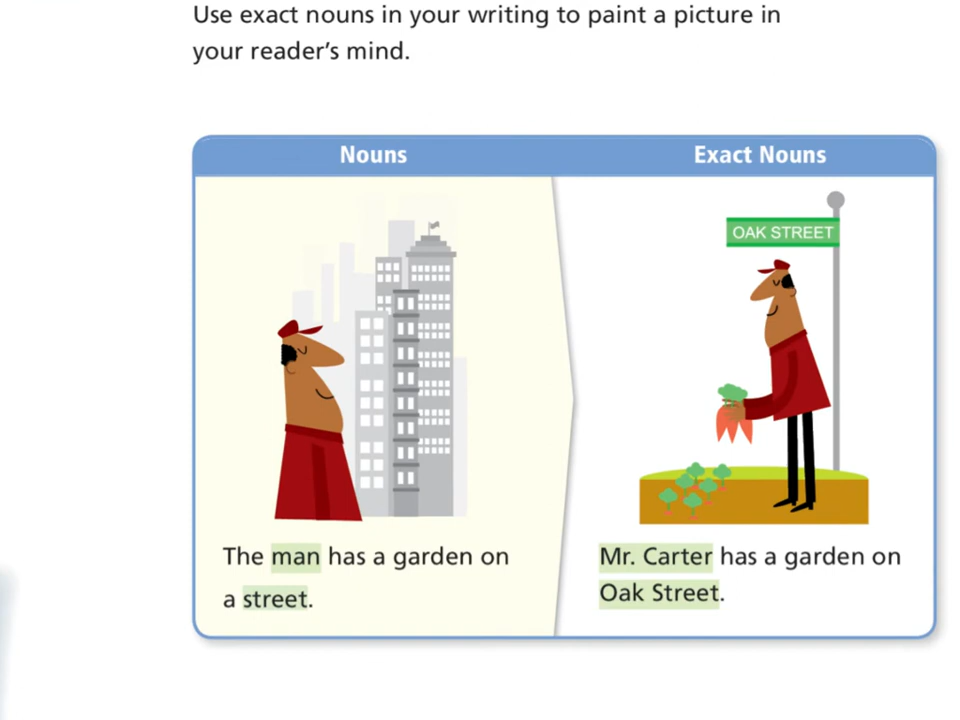 Use exact nouns in your writing to paint a picture in
your reader’s mind.
Nouns
Exact Nouns
OAK STREET
The man has a garden on
a street.
Mr. Carter has a garden on
Oak Street.